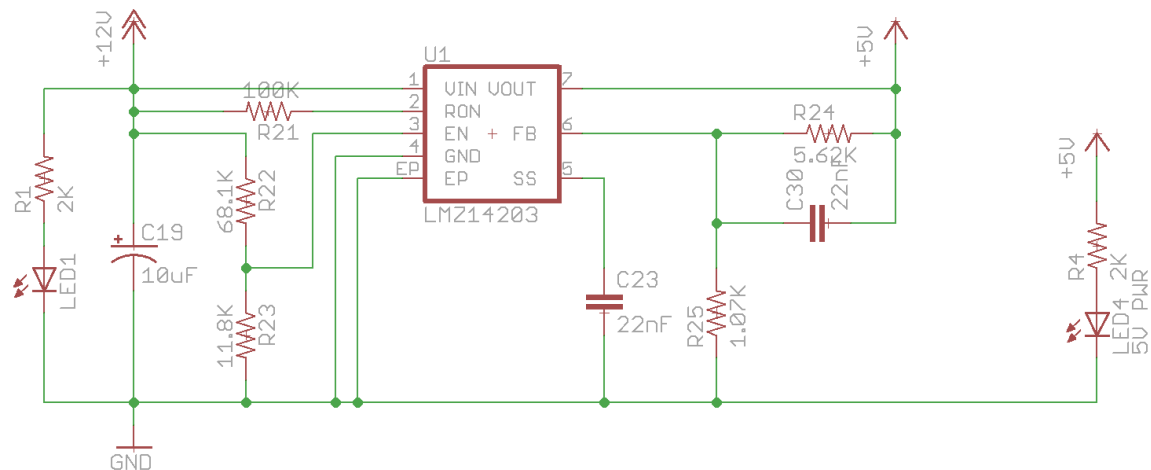 +12V
+5V
U1
1
VIN VOUT
7
100K
2
RON
R21
R24
3
EN
FB
6
+5V
4
GND
5.62K
EP
EP
SS
5
R1
2K
68.1K
R22
C30
22nF
LMZ14203
C19
10uF
R4
2K
LED1
C23
22nF
11.8K
R23
R25
1.07K
LED4
5V PWR
GND